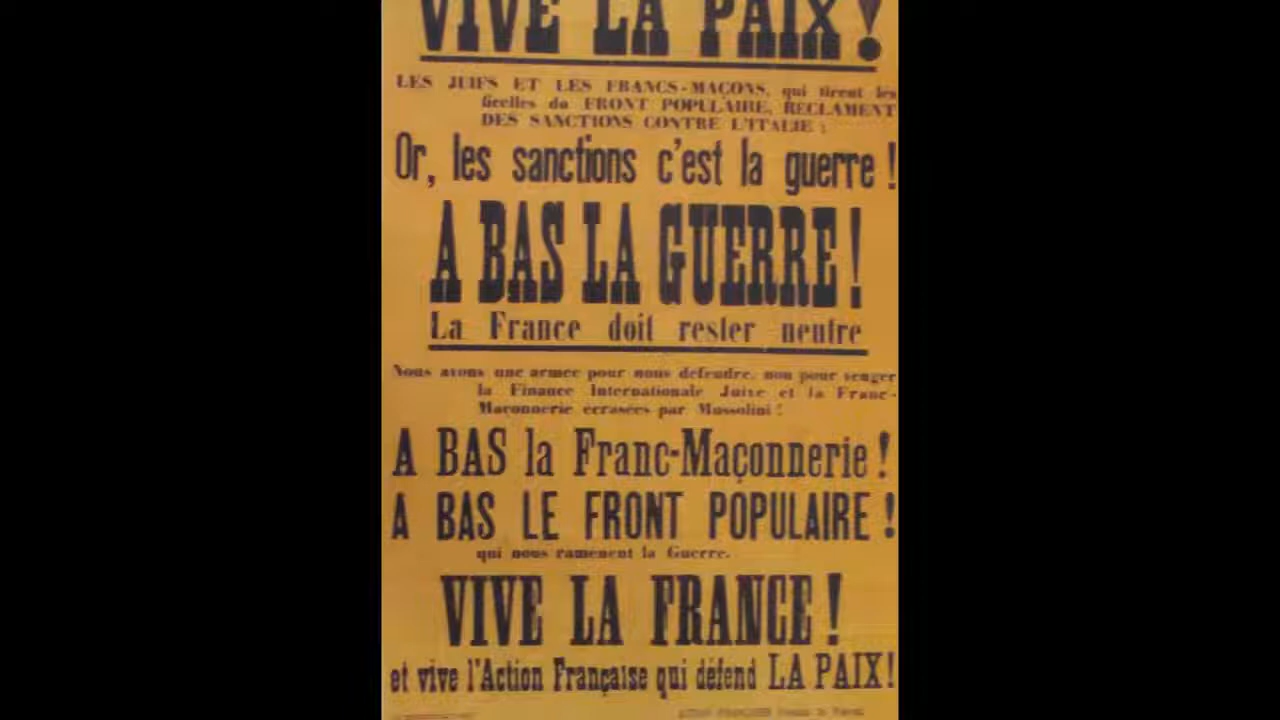 VIVE LA PAIX !
LES JUIFS ET LES FRANCS-MAÇONS, qui tirent les
ficelles du FRONT POPULAIRE, RECLAMENT
DES SANCTIONS CONTRE L'ITALIE :
Or, les sanctions c'est la guerre !
A BAS LA GUERRE !
La France doit rester neutre
Nous avons une armée pour nous défendre, non pour venger
la Finance Internationale Juive et la Franc-
Maçonnerie écrasées par Mussolini !
A BAS la Franc-Maçonnerie !
A BAS LE FRONT POPULAIRE !
qui nous ramènent la Guerre.
VIVE LA FRANCE !
et vive l'Action Française qui défend LA PAIX !
ACTION FRANÇAISE